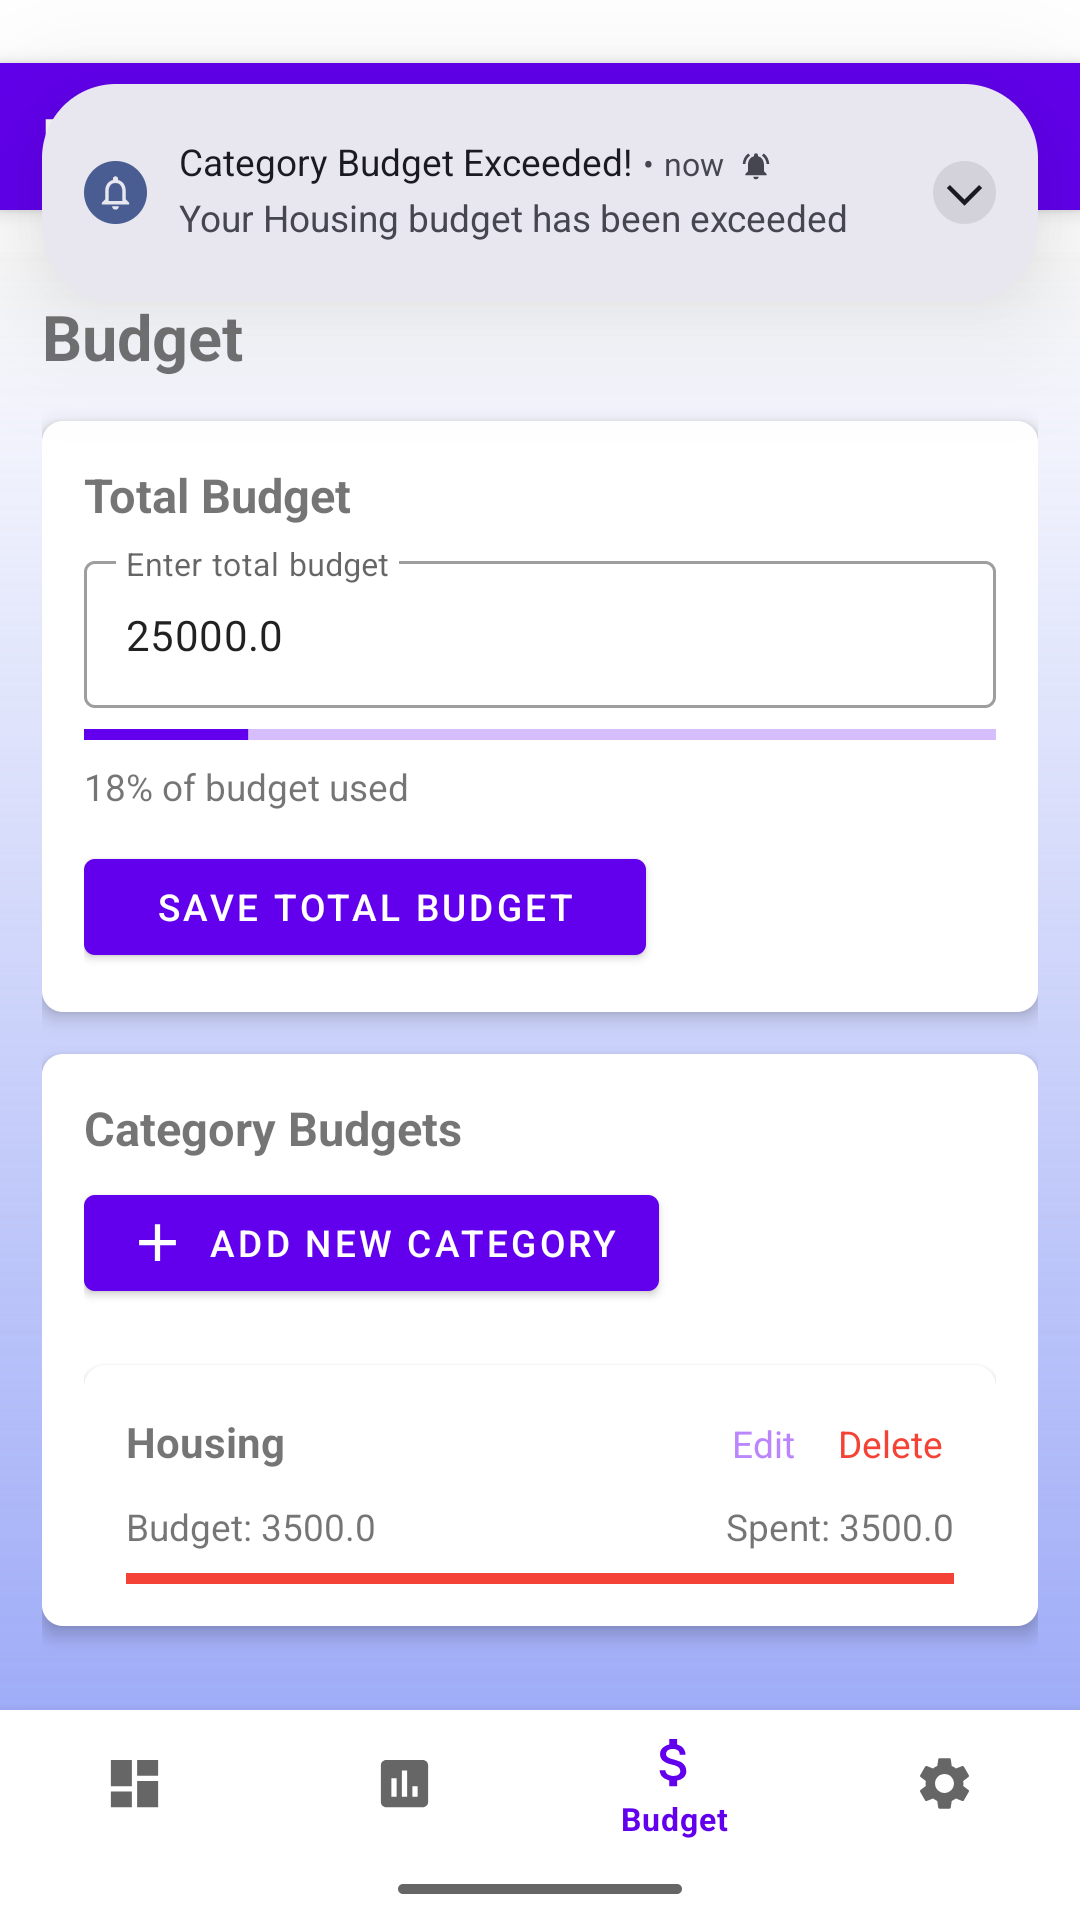 Category Budget Exceeded! • now
Your Housing budget has been exceeded
Budget
Total Budget
Enter total budget
25000.0
18% of budget used
SAVE TOTAL BUDGET
Category Budgets
ADD NEW CATEGORY
Housing Edit Delete
Budget: 3500.0 Spent: 3500.0
$
Budget